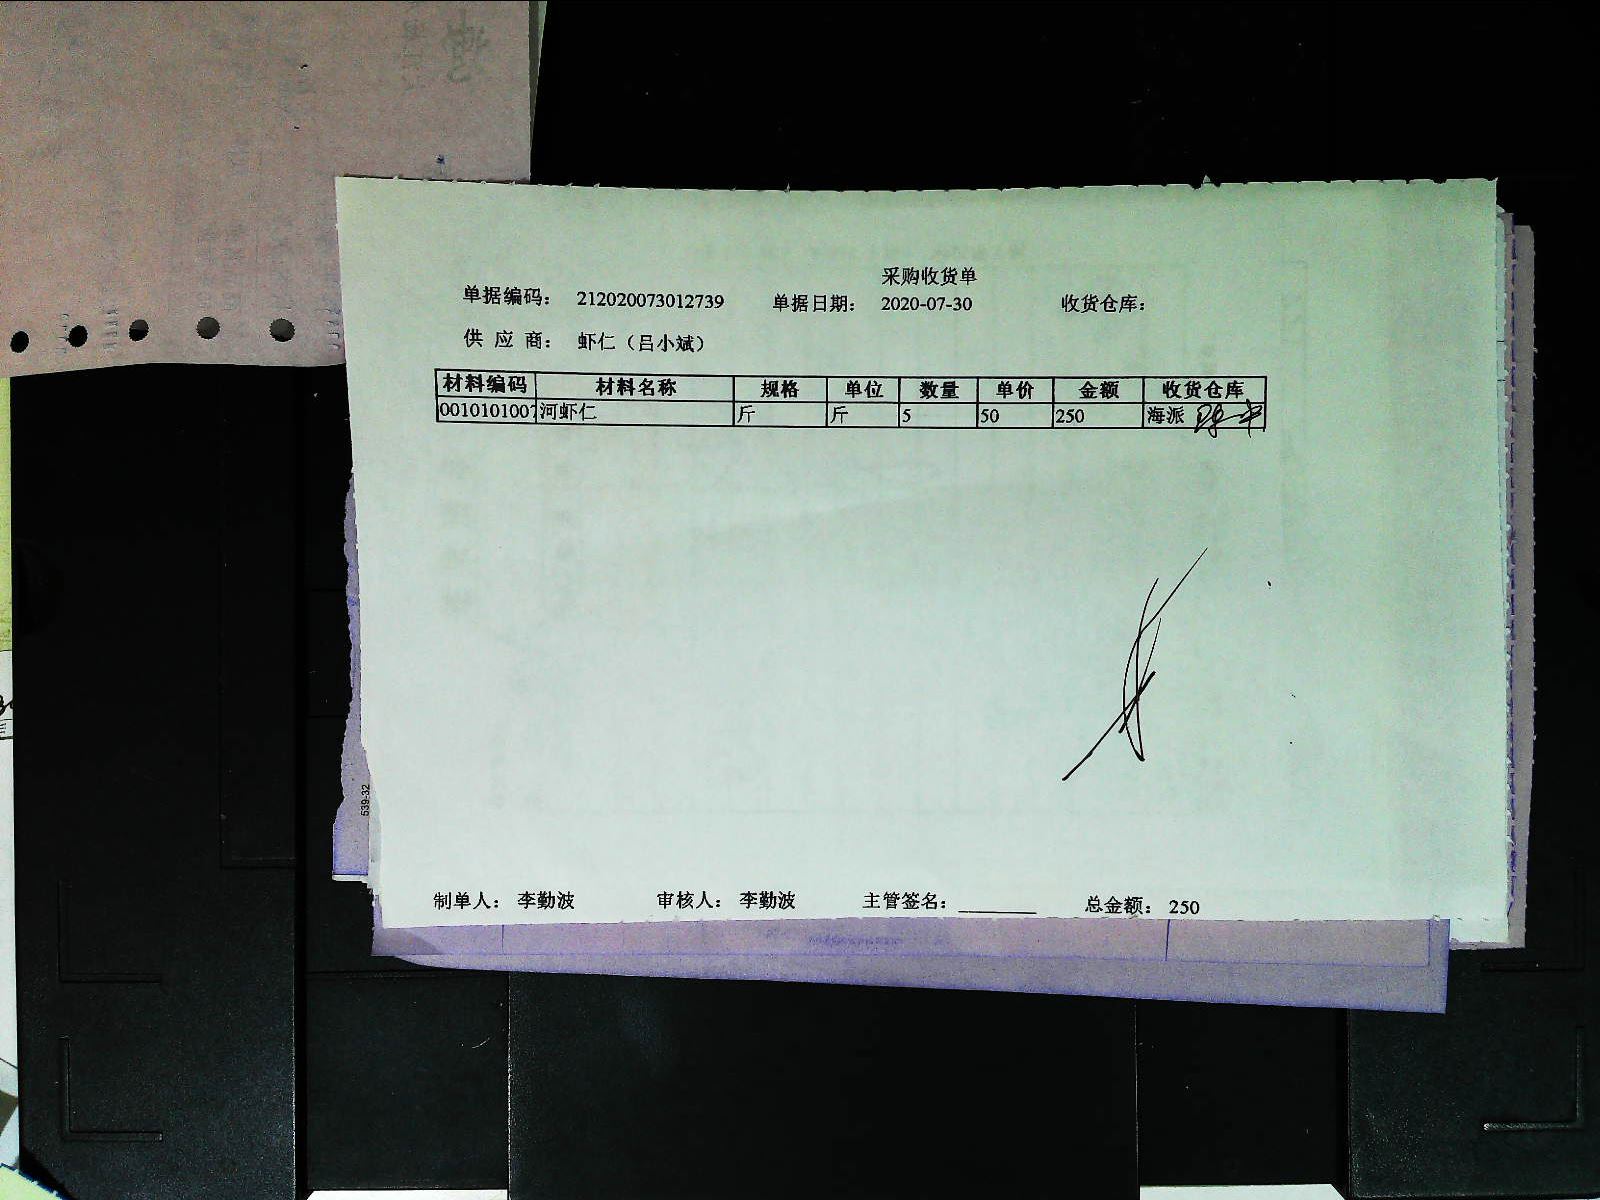 采购收货单
单据编码： 212020073012739 单据日期： 2020-07-30 收货仓库：
供 应 商： 虾仁（吕小斌）
材料编码 材料名称 规格 单位 数量 单价 金额 收货仓库
0010101007 河虾仁 斤 斤 5 50 250 海派
539-32
制单人： 李勤波 审核人： 李勤波 主管签名： 总金额： 250